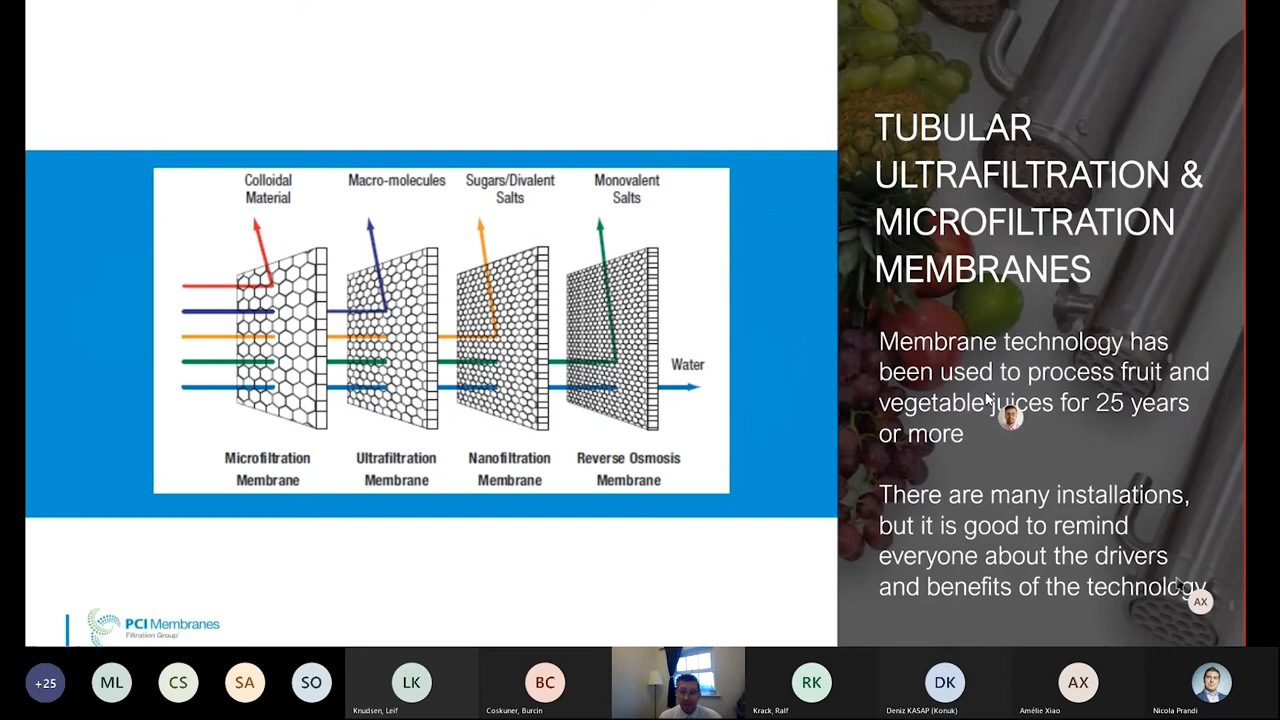 Colloidal
Material
Macro-molecules
Sugars/Divalent
Salts
Monovalent
Salts
Water
Microfiltration
Membrane
Ultrafiltration
Membrane
Nanofiltration
Membrane
Reverse Osmosis
Membrane
PCI Membranes
Filtration Group
TUBULAR
ULTRAFILTRATION &
MICROFILTRATION
MEMBRANES
Membrane technology has
been used to process fruit and
vegetable juices for 25 years
or more
There are many installations,
but it is good to remind
everyone about the drivers
and benefits of the technology
AX
+25
ML
CS
SA
SO
LK
Knudsen, Leif
BC
Coskuner, Burcin
RK
Krack, Ralf
DK
Deniz KASAP (Konuk)
AX
Amélie Xiao
Nicola Prandi